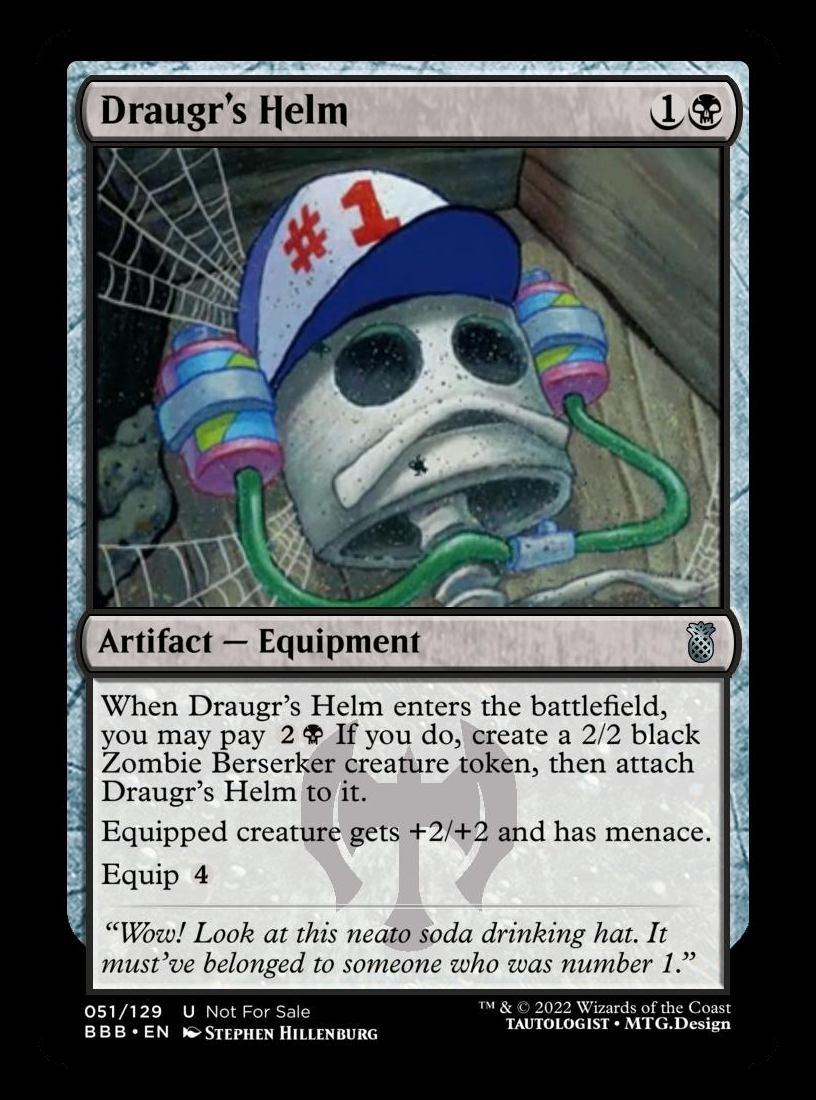 Draugr's Helm 1
#1
Artifact — Equipment
When Draugr's Helm enters the battlefield,
you may pay 2 If you do, create a 2/2 black
Zombie Berserker creature token, then attach
Draugr's Helm to it.
Equipped creature gets +2/+2 and has menace.
Equip 4
“Wow! Look at this neato soda drinking hat. It
must've belonged to someone who was number 1.”
051/129 U Not For Sale
BBB • EN STEPHEN HILLENBURG
™ & © 2022 Wizards of the Coast
TAUTOLOGIST • MTG.Design